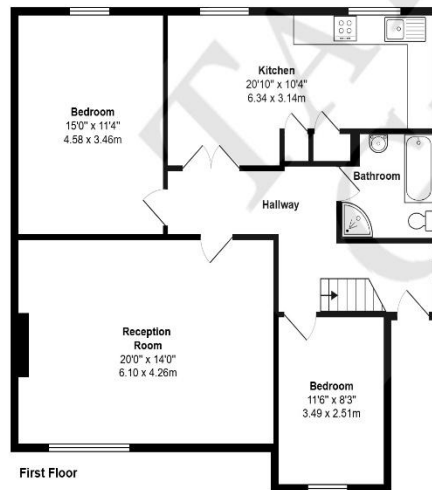 Kitchen
20'10" x 10'4"
6.34 x 3.14m
Bedroom
15'0" x 11'4"
4.58 x 3.46m
Bathroom
Hallway
Reception
Room
20'0" x 14'0"
6.10 x 4.26m
Bedroom
11'6" x 8'3"
3.49 x 2.51m
First Floor